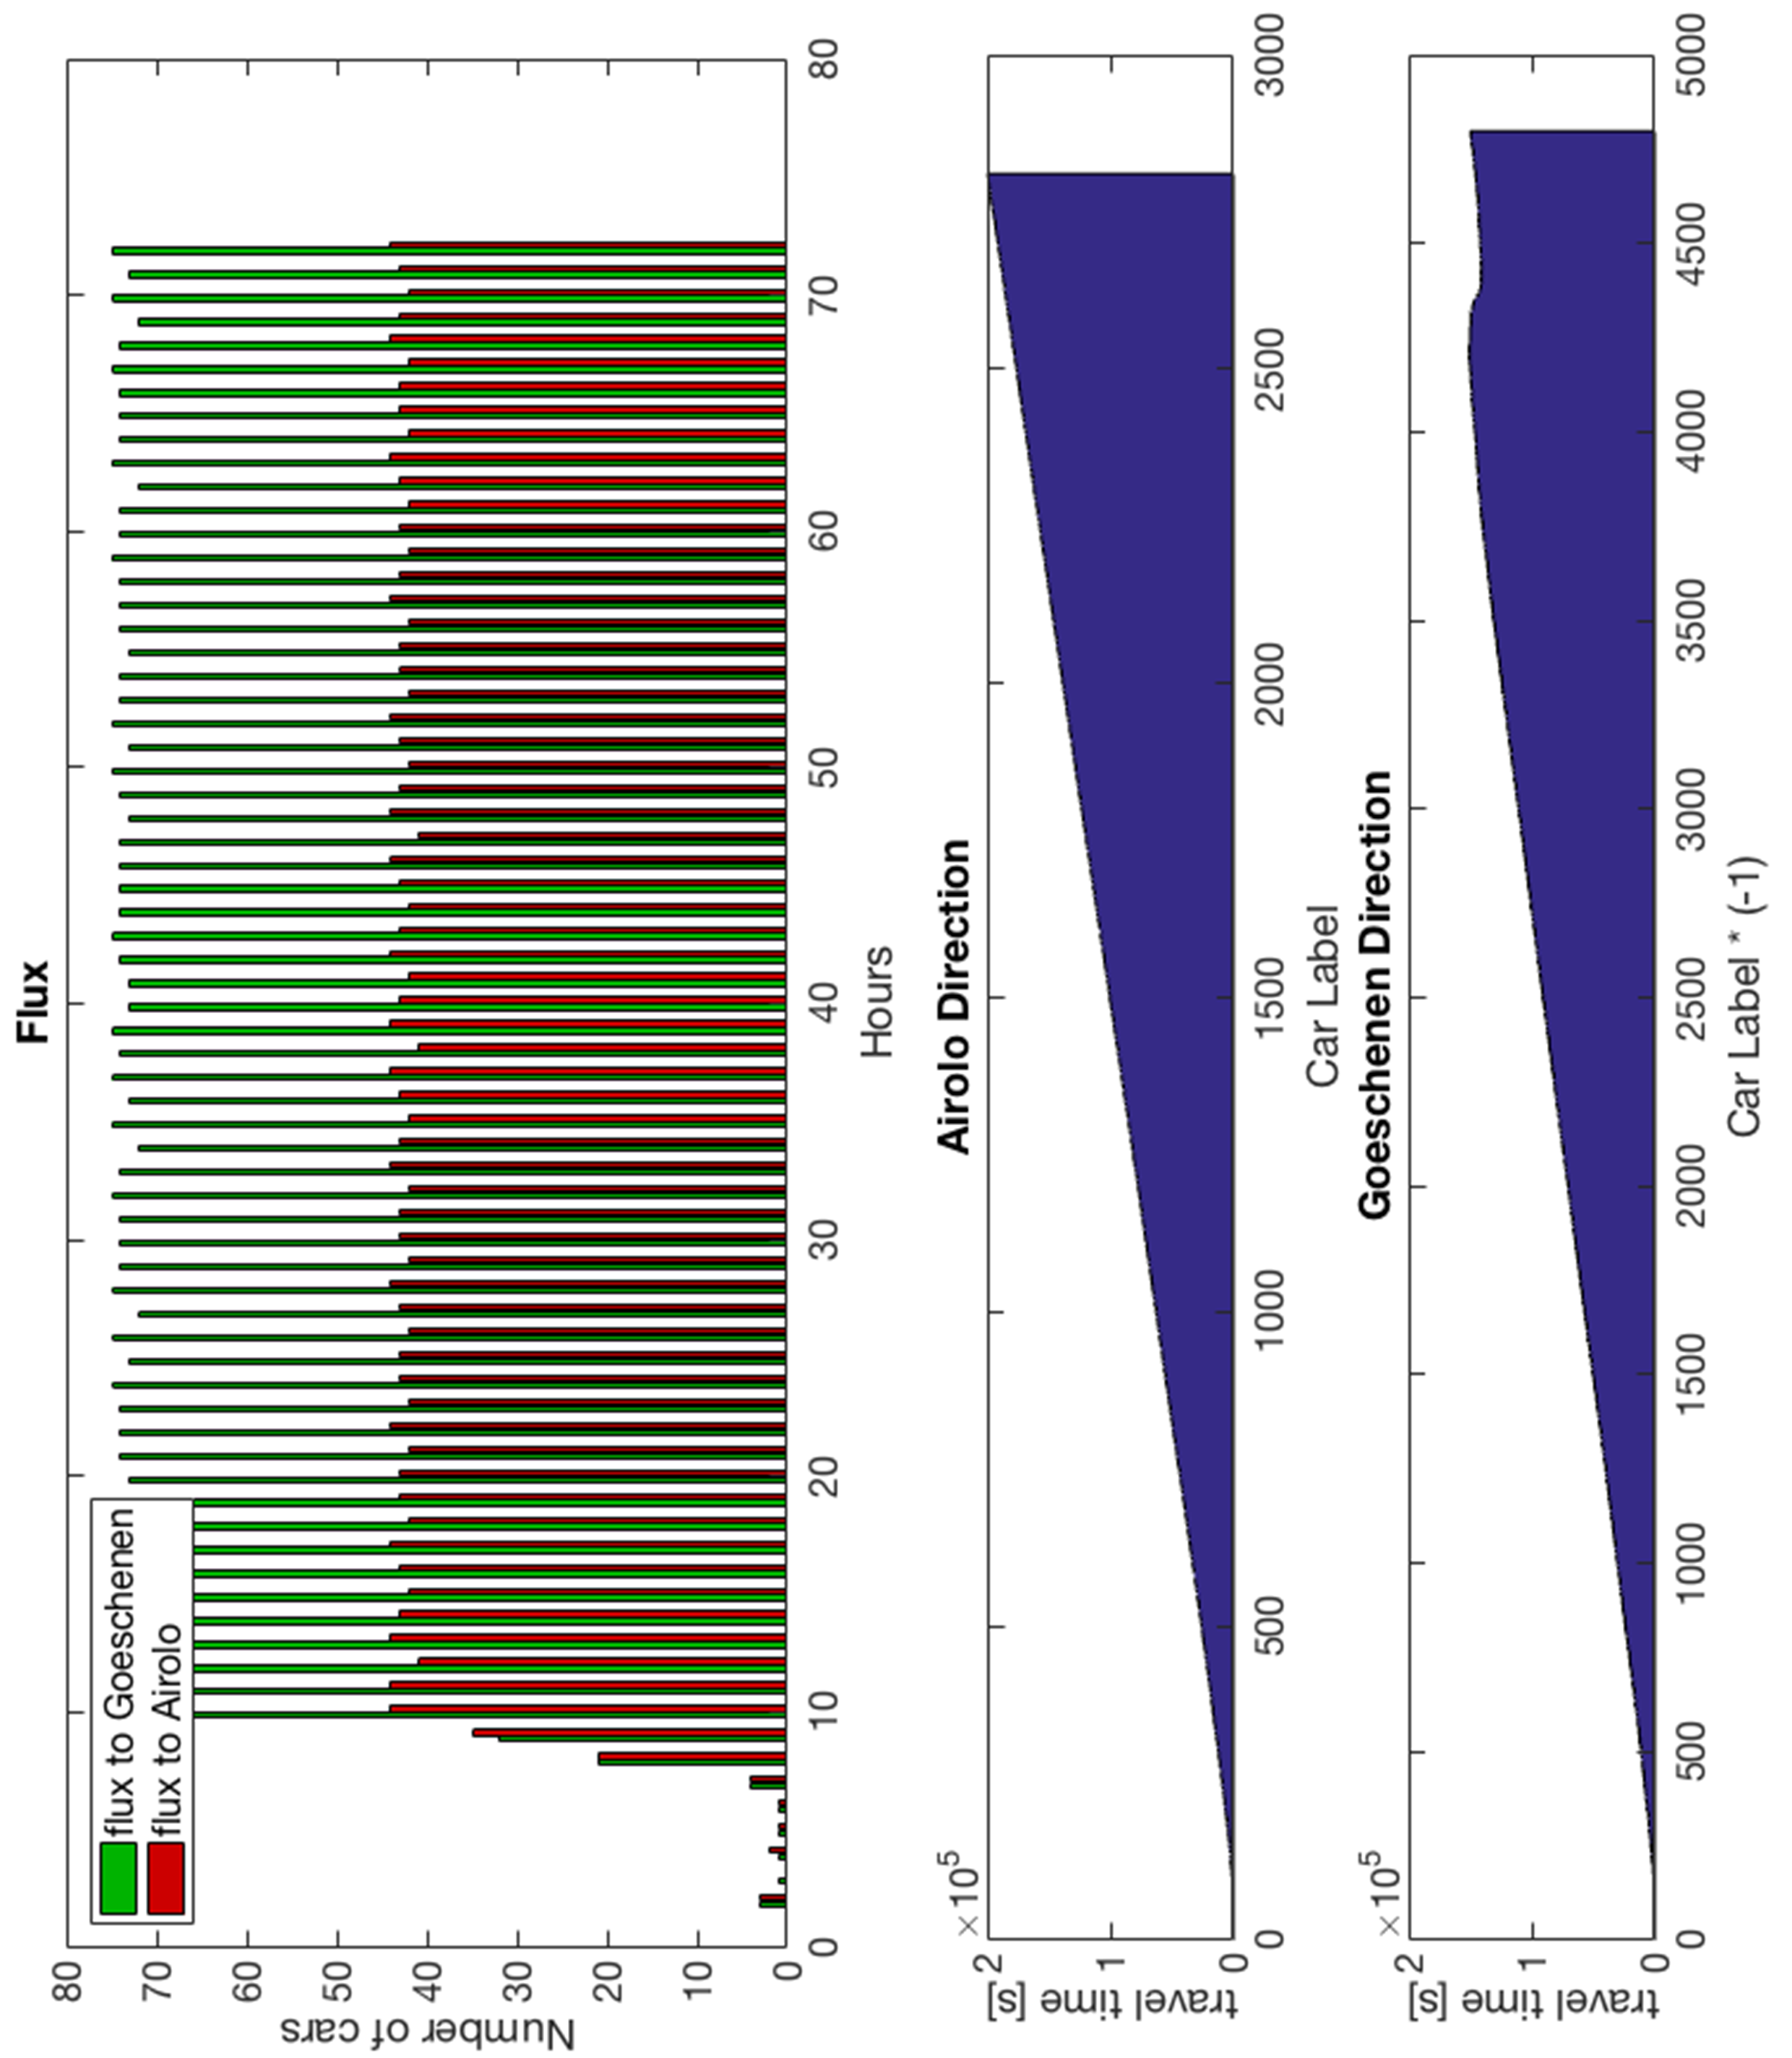 Flux
80
70
60
50
40
30
20
10
0
Number of cars
flux to Goeschenen
flux to Airolo
0 10 20 30 40 50 60 70 80
Hours
Airolo Direction
×10^5
2
1
0
travel time [s]
0 500 1000 1500 2000 2500 3000
Car Label
Goeschenen Direction
×10^5
2
1
0
travel time [s]
0 500 1000 1500 2000 2500 3000 3500 4000 4500 5000
Car Label * (-1)